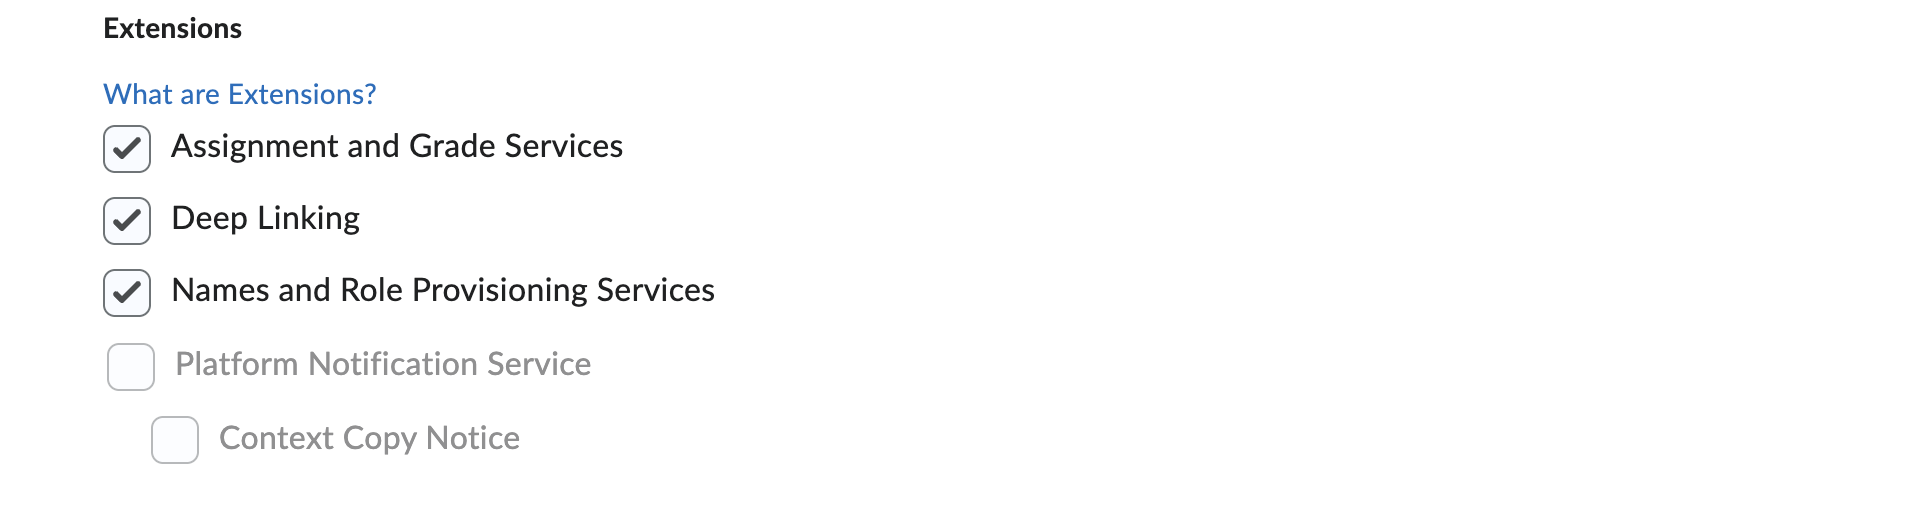 Extensions
What are Extensions?
Assignment and Grade Services
Deep Linking
Names and Role Provisioning Services
Platform Notification Service
Context Copy Notice